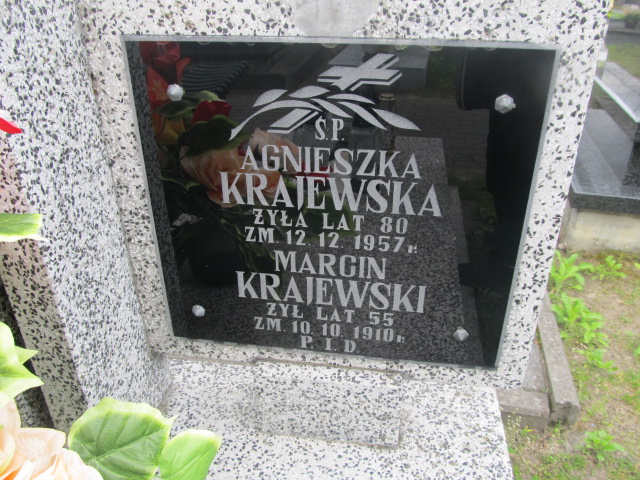 Ś.P.
AGNIESZKA
KRAJEWSKA
ŻYŁA LAT 80
ZM. 12.12.1957 r.
MARCIN
KRAJEWSKI
ŻYŁ LAT 55
ZM. 10.10.1910 r.
P.I.D.